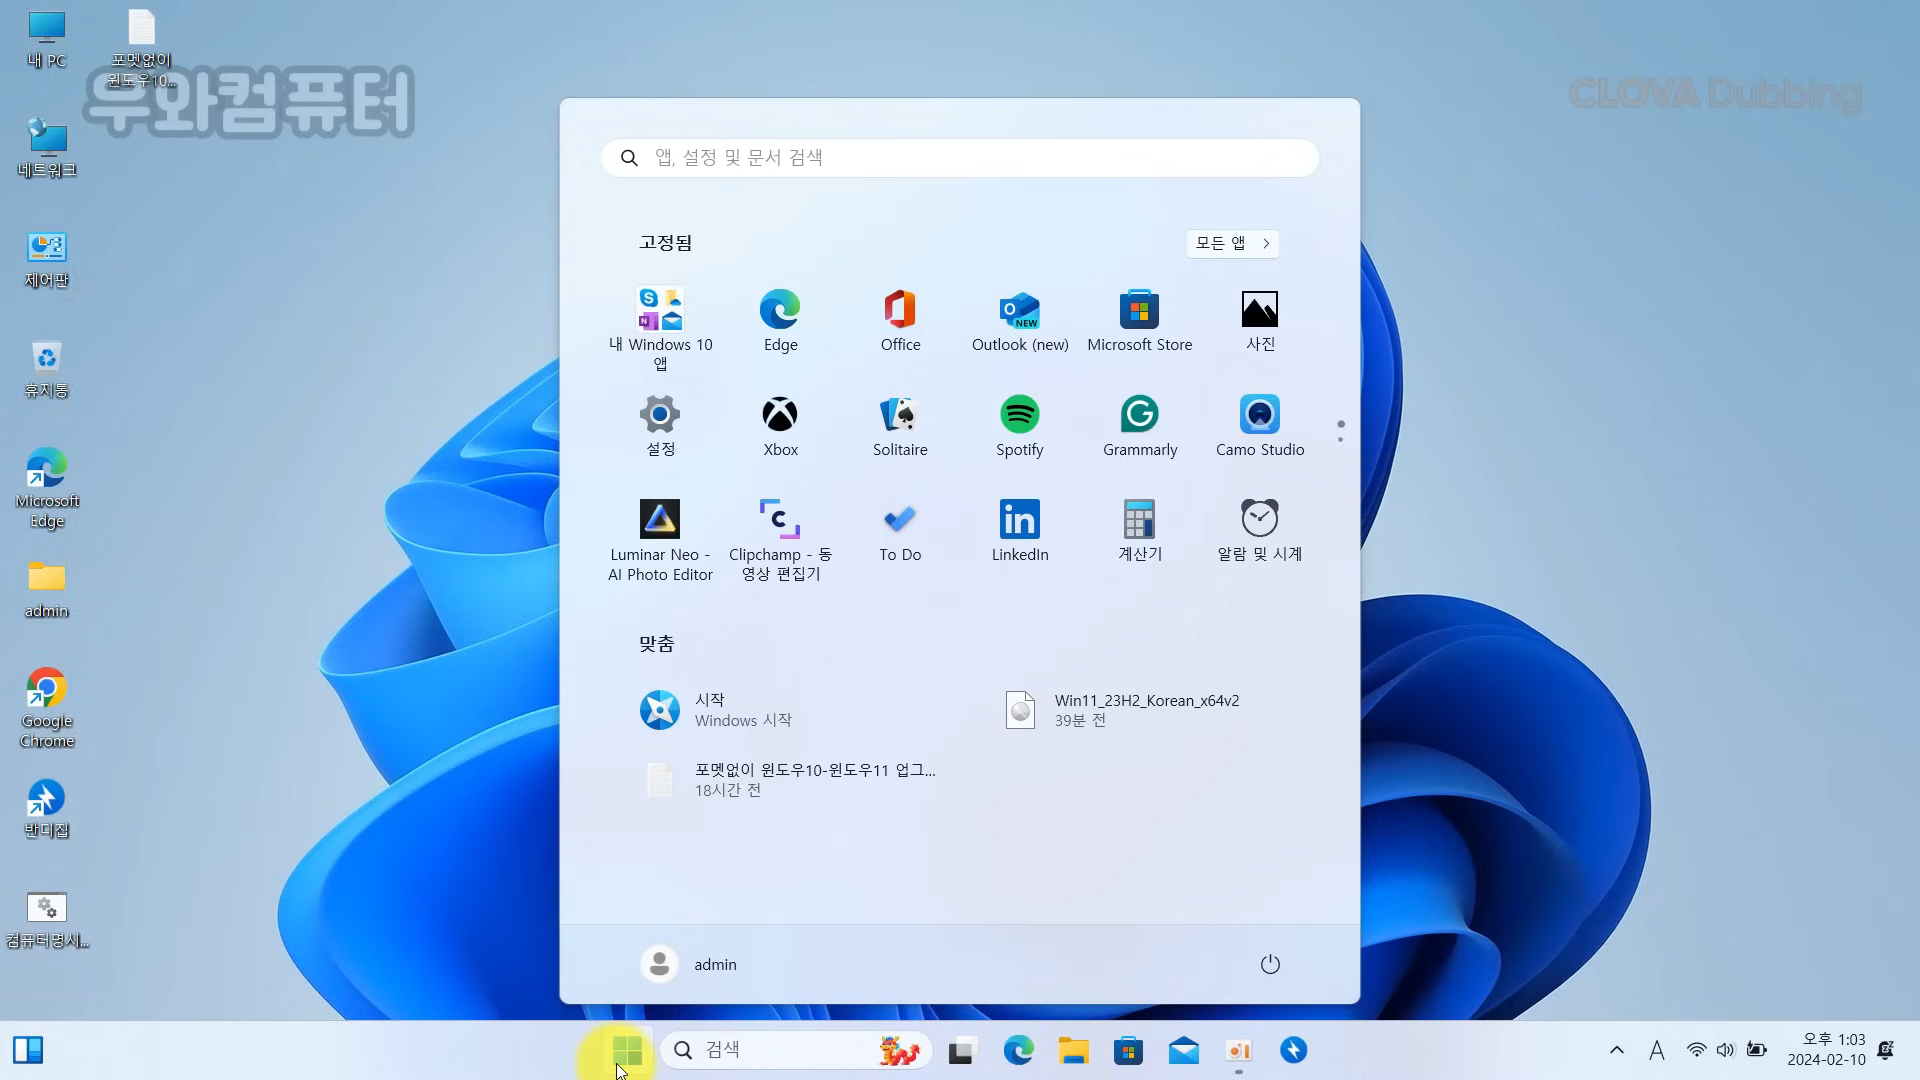 내 PC
포멧없이
윈도우10...
우와컴퓨터
CLOVA Dubbing
네트워크
제어판
휴지통
Microsoft
Edge
admin
Google
Chrome
반디집
컴퓨터명시...
앱, 설정 및 문서 검색
고정됨
모든 앱
내 Windows 10
앱
Edge
Office
Outlook (new)
NEW
Microsoft Store
사진
설정
Xbox
Solitaire
Spotify
Grammarly
Camo Studio
Luminar Neo -
AI Photo Editor
Clipchamp - 동
영상 편집기
To Do
LinkedIn
계산기
알람 및 시계
맞춤
시작
Windows 시작
Win11_23H2_Korean_x64v2
39분 전
포멧없이 윈도우10-윈도우11 업그...
18시간 전
admin
검색
A
오후 1:03
2024-02-10